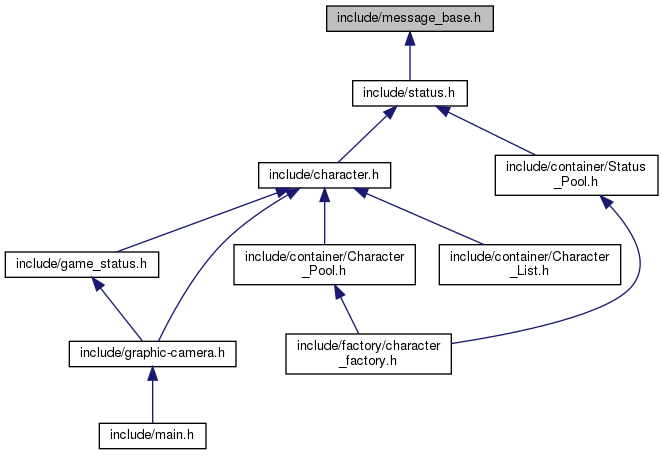 include/message_base.h
include/status.h
include/character.h
include/container/Status
_Pool.h
include/game_status.h
include/container/Character
_Pool.h
include/container/Character
_List.h
include/graphic-camera.h
include/factory/character
_factory.h
include/main.h